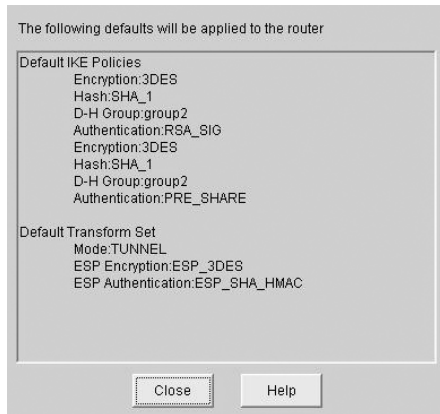 The following defaults will be applied to the router
Default IKE Policies
Encryption:3DES
Hash:SHA_1
D-H Group:group2
Authentication:RSA_SIG
Encryption:3DES
Hash:SHA_1
D-H Group:group2
Authentication:PRE_SHARE
Default Transform Set
Mode:TUNNEL
ESP Encryption:ESP_3DES
ESP Authentication:ESP_SHA_HMAC
Close
Help